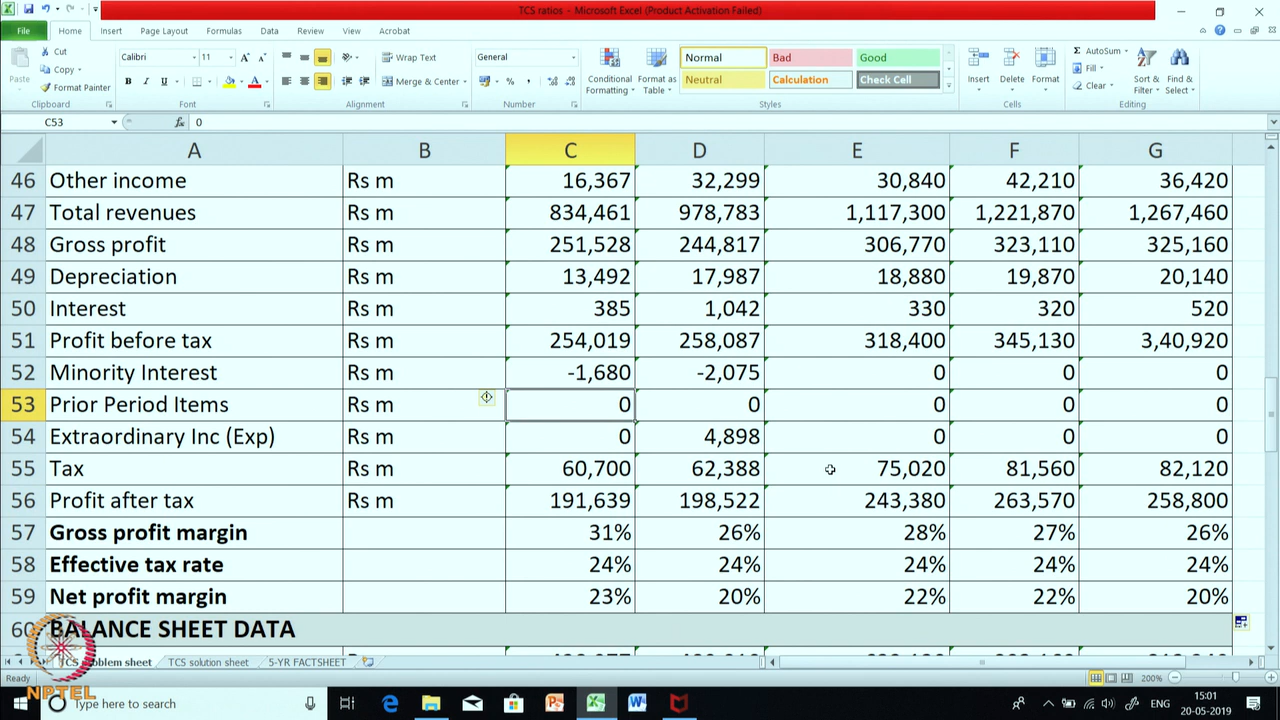 TCS ratios - Microsoft Excel (Product Activation Failed)
File Home Insert Page Layout Formulas Data Review View Acrobat
Cut
Copy
Format Painter
Paste
Clipboard
Calibri 11
Font
Wrap Text
Merge & Center
Alignment
General
Number
Conditional Formatting
Format as Table
Normal Bad Good
Neutral Calculation Check Cell
Styles
Insert Delete Format
Cells
AutoSum
Fill
Clear
Sort & Filter
Find & Select
Editing
C53 fx 0
A B C D E F G
46 Other income Rs m 16,367 32,299 30,840 42,210 36,420
47 Total revenues Rs m 834,461 978,783 1,117,300 1,221,870 1,267,460
48 Gross profit Rs m 251,528 244,817 306,770 323,110 325,160
49 Depreciation Rs m 13,492 17,987 18,880 19,870 20,140
50 Interest Rs m 385 1,042 330 320 520
51 Profit before tax Rs m 254,019 258,087 318,400 345,130 3,40,920
52 Minority Interest Rs m -1,680 -2,075 0 0 0
53 Prior Period Items Rs m 0 0 0 0 0
54 Extraordinary Inc (Exp) Rs m 0 4,898 0 0 0
55 Tax Rs m 60,700 62,388 75,020 81,560 82,120
56 Profit after tax Rs m 191,639 198,522 243,380 263,570 258,800
57 Gross profit margin 31% 26% 28% 27% 26%
58 Effective tax rate 24% 24% 24% 24% 24%
59 Net profit margin 23% 20% 22% 22% 20%
60 BALANCE SHEET DATA
TCS problem sheet TCS solution sheet 5-YR FACTSHEET
Ready 200%
NPTEL
Type here to search
ENG
15:01
20-05-2019